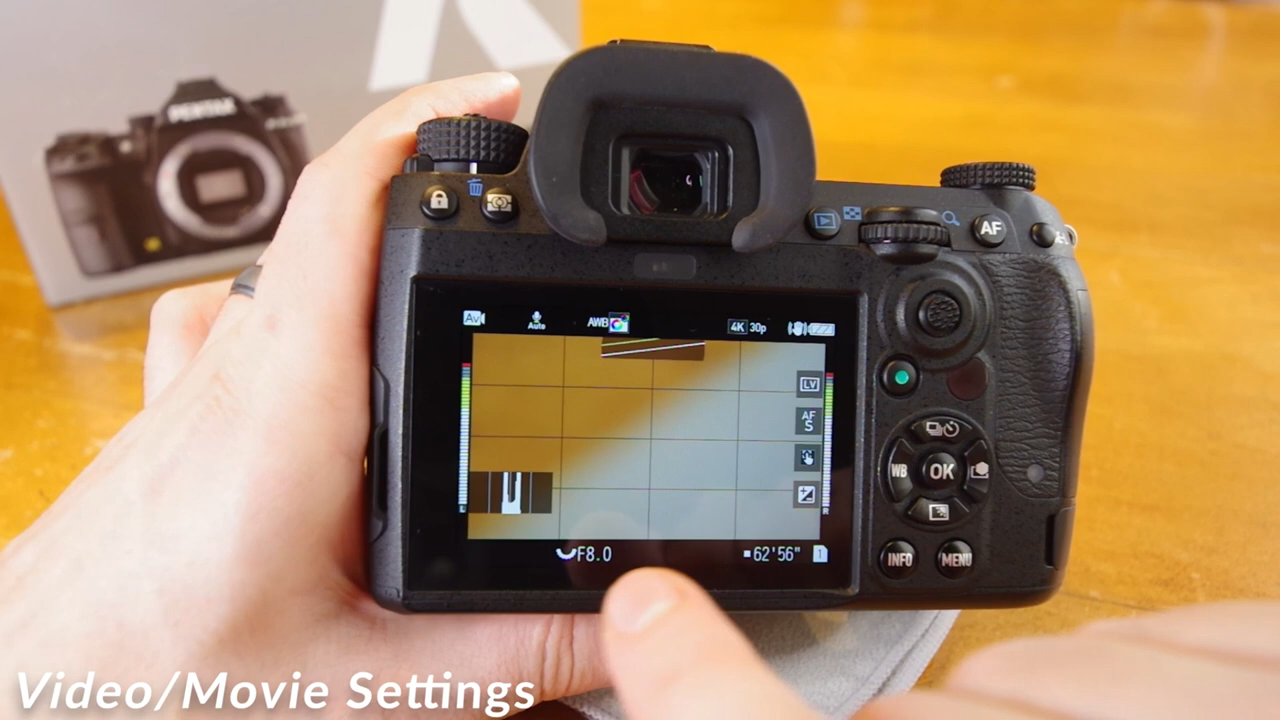 PENTAX
AF
Av
Auto
AWB
4K 30p
LV
AF
S
L
R
F8.0
62'56"
1
WB
OK
INFO
MENU
Video/Movie Settings